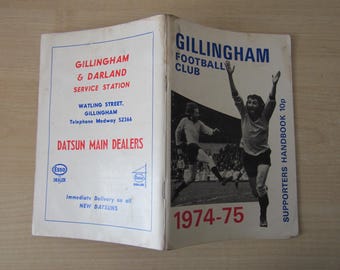 GILLINGHAM
& DARLAND
SERVICE STATION
WATLING STREET,
GILLINGHAM
Telephone Medway 52366
DATSUN MAIN DEALERS
Esso
DEALER
Immediate Delivery on all
NEW DATSUNS
GILLINGHAM
FOOTBALL
CLUB
SUPPORTERS HANDBOOK 10p
1974-75